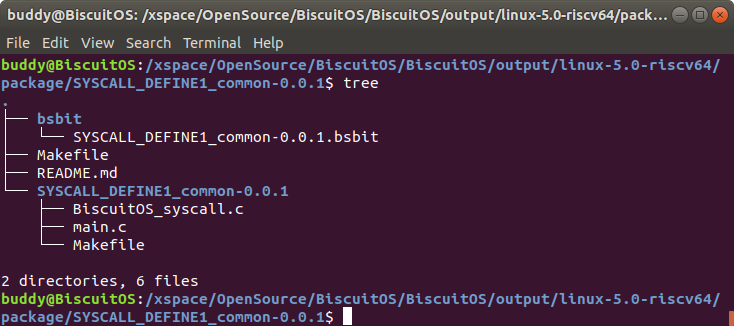 buddy@BiscuitOS: /xspace/OpenSource/BiscuitOS/BiscuitOS/output/linux-5.0-riscv64/pack...
File Edit View Search Terminal Help
buddy@BiscuitOS:/xspace/OpenSource/BiscuitOS/BiscuitOS/output/linux-5.0-riscv64/
package/SYSCALL_DEFINE1_common-0.0.1$ tree
.
├── bsbit
│   └── SYSCALL_DEFINE1_common-0.0.1.bsbit
├── Makefile
├── README.md
└── SYSCALL_DEFINE1_common-0.0.1
    ├── BiscuitOS_syscall.c
    ├── main.c
    └── Makefile
2 directories, 6 files
buddy@BiscuitOS:/xspace/OpenSource/BiscuitOS/BiscuitOS/output/linux-5.0-riscv64/
package/SYSCALL_DEFINE1_common-0.0.1$